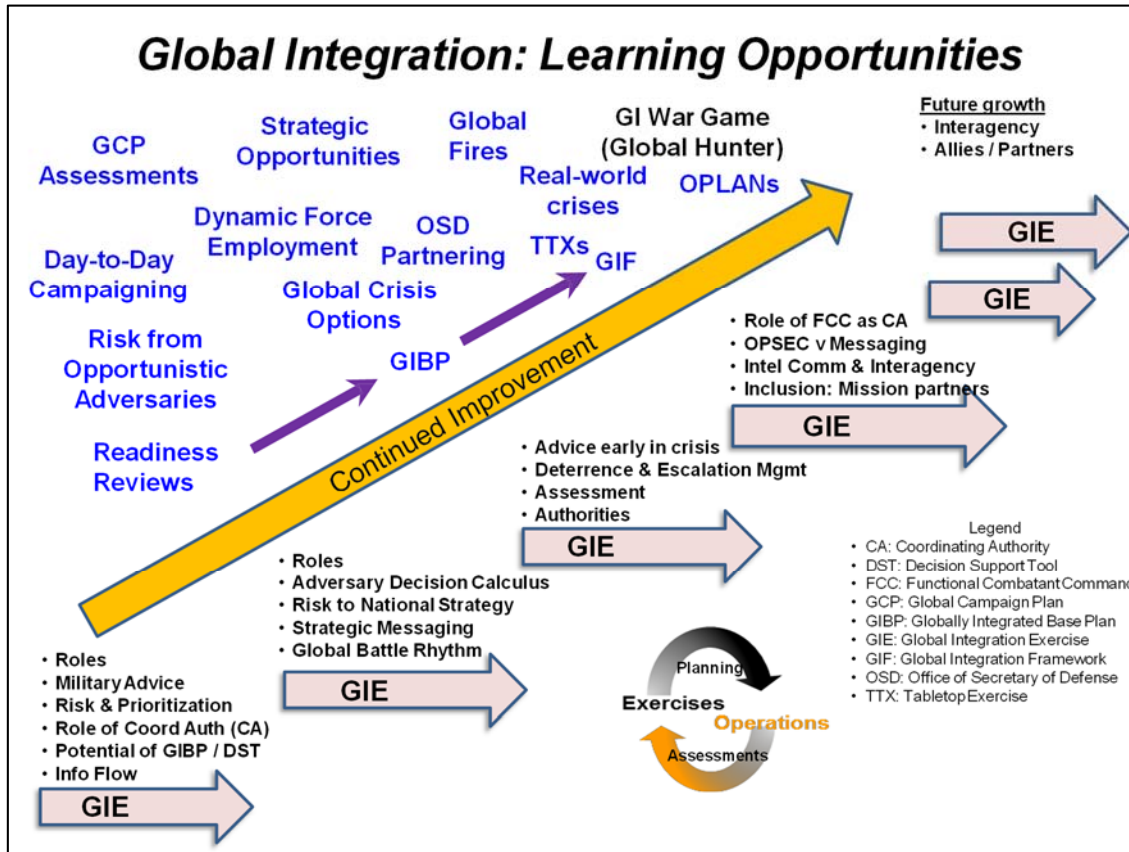 Global Integration: Learning Opportunities
GCP
Assessments
Strategic
Opportunities
Global
Fires
GI War Game
(Global Hunter)
Future growth
• Interagency
• Allies / Partners
Real-world
crises
OPLANs
Dynamic Force
Employment
OSD
Partnering
TTXs
GIF
Day-to-Day
Campaigning
Global Crisis
Options
Risk from
Opportunistic
Adversaries
GIBP
Readiness
Reviews
Continued Improvement
GIE
GIE
• Role of FCC as CA
• OPSEC v Messaging
• Intel Comm & Interagency
• Inclusion: Mission partners
GIE
• Advice early in crisis
• Deterrence & Escalation Mgmt
• Assessment
• Authorities
GIE
• Roles
• Adversary Decision Calculus
• Risk to National Strategy
• Strategic Messaging
• Global Battle Rhythm
GIE
• Roles
• Military Advice
• Risk & Prioritization
• Role of Coord Auth (CA)
• Potential of GIBP / DST
• Info Flow
GIE
Planning
Exercises
Operations
Assessments
Legend
• CA: Coordinating Authority
• DST: Decision Support Tool
• FCC: Functional Combatant Command
• GCP: Global Campaign Plan
• GIBP: Globally Integrated Base Plan
• GIE: Global Integration Exercise
• GIF: Global Integration Framework
• OSD: Office of Secretary of Defense
• TTX: Tabletop Exercise